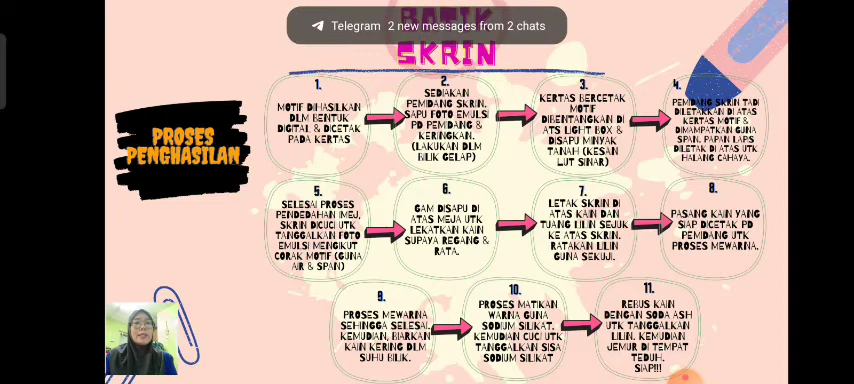 BATIK
Telegram 2 new messages from 2 chats
SKRIN
PROSES
PENGHASILAN
1.
MOTIF DIHASILKAN
DLM BENTUK
DIGITAL & DICETAK
PADA KERTAS
2.
SEDIAKAN
PEMIDANG SKRIN.
SAPU FOTO EMULSI
PD PEMIDANG &
KERINGKAN.
(LAKUKAN DLM
BILIK GELAP)
3.
KERTAS BERCETAK
MOTIF
DIBENTANGKAN DI
ATS LIGHT BOX &
DISAPU MINYAK
TANAH (KESAN
LUT SINAR)
4.
PEMIDANG SKRIN TADI
DILETAKKAN DI ATAS
KERTAS MOTIF &
DIMAMPATKAN GUNA
SPAN. PAPAN LAPIS
DILETAK DI ATAS UTK
HALANG CAHAYA.
5.
SELESAI PROSES
PENDEDAHAN IMEJ,
SKRIN DICUCI UTK
TANGGALKAN FOTO
EMULSI MENGIKUT
CORAK MOTIF (GUNA
AIR & SPAN)
6.
GAM DISAPU DI
ATAS MEJA UTK
LEKATKAN KAIN
SUPAYA REGANG &
RATA.
7.
LETAK SKRIN DI
ATAS KAIN DAN
TUANG LILIN SEJUK
KE ATAS SKRIN.
RATAKAN LILIN
GUNA SEKUJI.
8.
PASANG KAIN YANG
SIAP DICETAK PD
PEMIDANG UTK
PROSES MEWARNA.
9.
PROSES MEWARNA
SEHINGGA SELESAI.
KEMUDIAN, BIARKAN
KAIN KERING DLM
SUHU BILIK.
10.
PROSES MATIKAN
WARNA GUNA
SODIUM SILIKAT.
KEMUDIAN CUCI UTK
TANGGALKAN SISA
SODIUM SILIKAT
11.
REBUS KAIN
DENGAN SODA ASH
UTK TANGGALKAN
LILIN. KEMUDIAN
JEMUR DI TEMPAT
TEDUH.
SIAP!!!